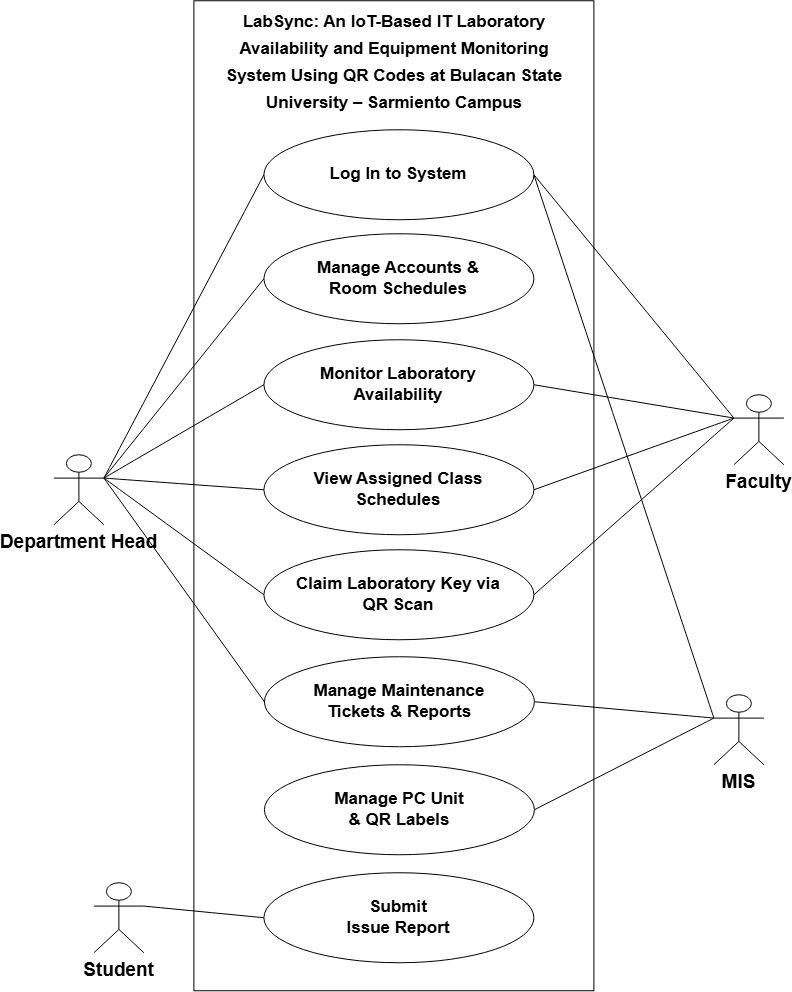 LabSync: An IoT-Based IT Laboratory
Availability and Equipment Monitoring
System Using QR Codes at Bulacan State
University – Sarmiento Campus
Log In to System
Manage Accounts &
Room Schedules
Monitor Laboratory
Availability
View Assigned Class
Schedules
Claim Laboratory Key via
QR Scan
Manage Maintenance
Tickets & Reports
Manage PC Unit
& QR Labels
Submit
Issue Report
Department Head
Faculty
MIS
Student